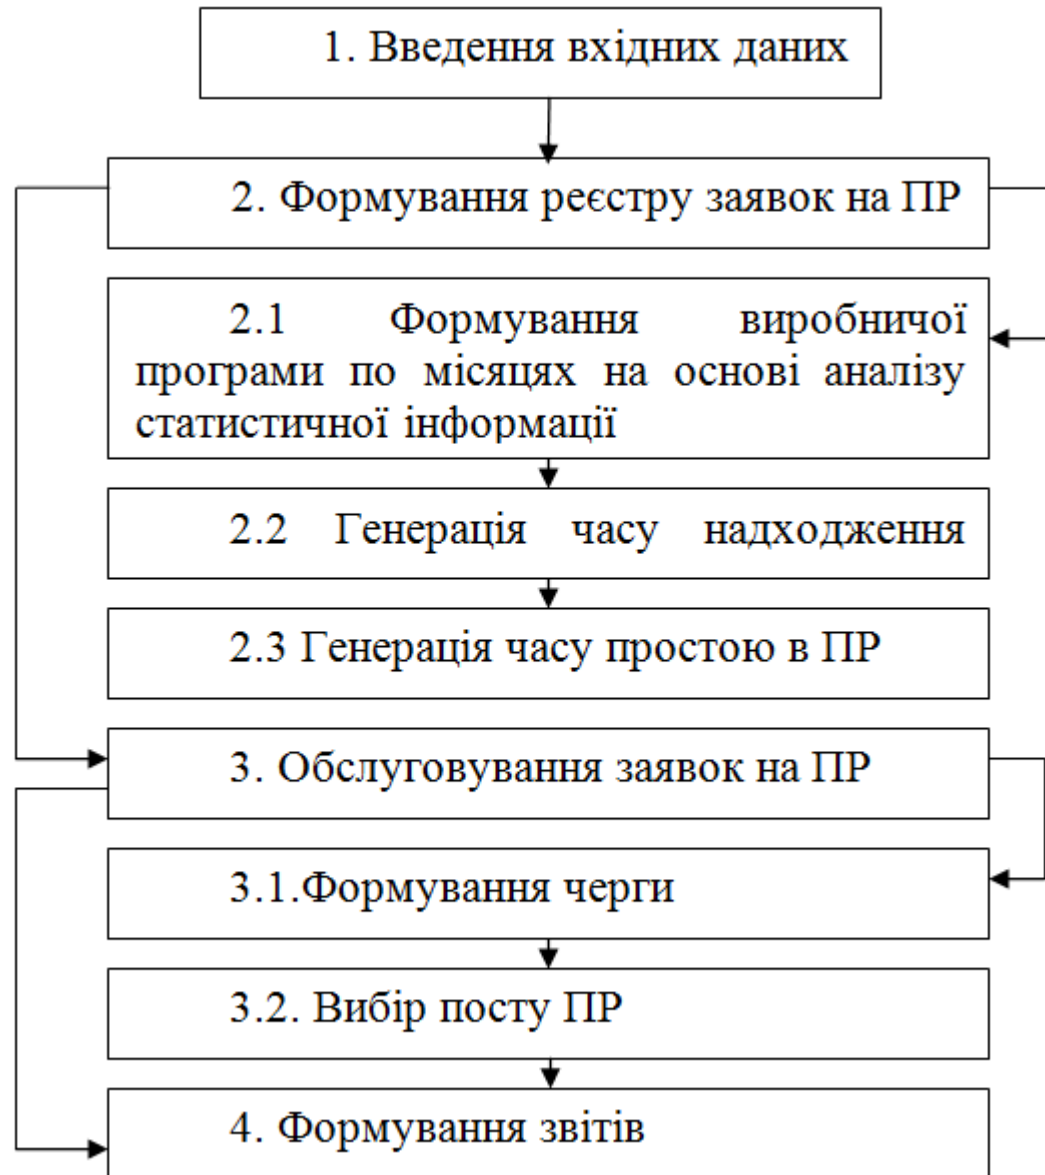 1. Введення вхідних даних
2. Формування реєстру заявок на ПР
2.1 Формування виробничої
програми по місяцях на основі аналізу
статистичної інформації
2.2 Генерація часу надходження
2.3 Генерація часу простою в ПР
3. Обслуговування заявок на ПР
3.1.Формування черги
3.2. Вибір посту ПР
4. Формування звітів